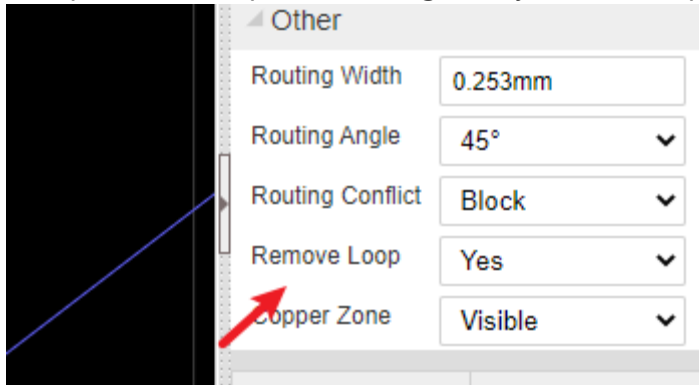 Other
Routing Width 0.253mm
Routing Angle 45°
Routing Conflict Block
Remove Loop Yes
Copper Zone Visible